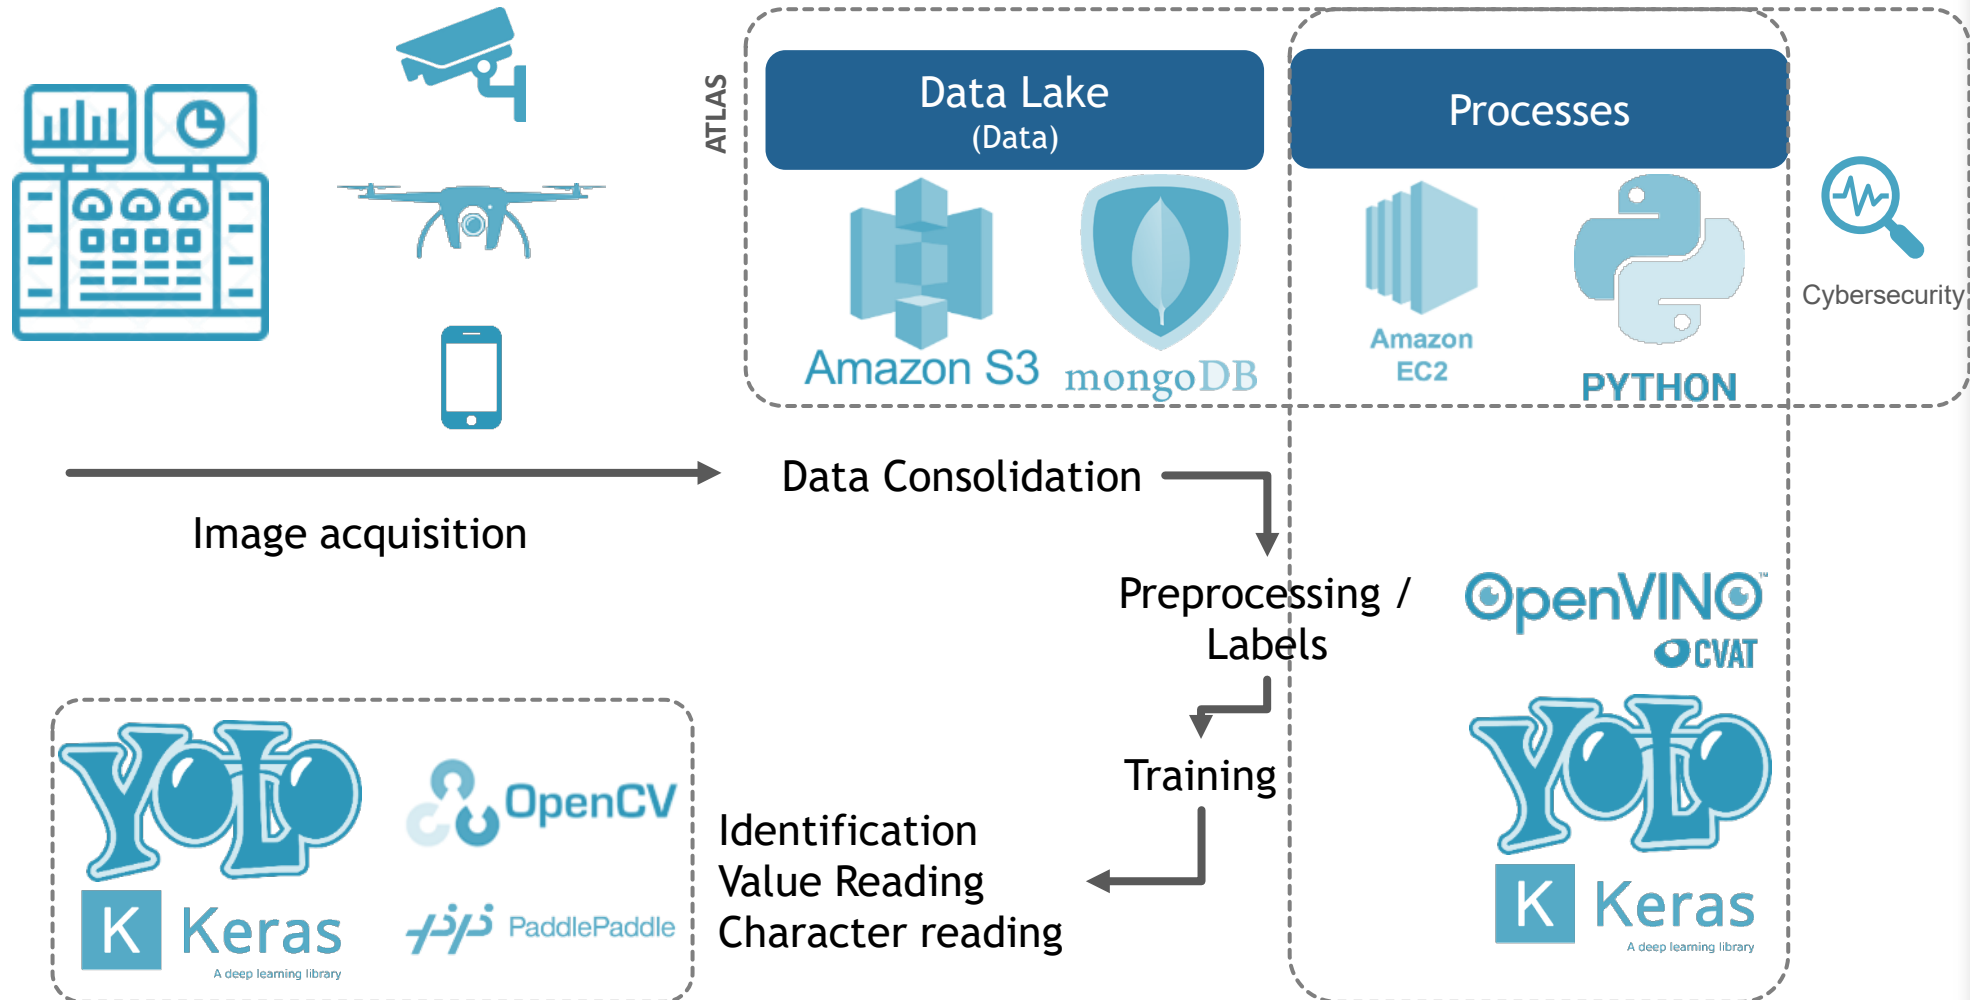 ATLAS
Data Lake
(Data)
Processes
Amazon S3
mongoDB
Amazon
EC2
PYTHON
Cybersecurity
Image acquisition
Data Consolidation
Preprocessing /
Labels
OpenVINO™
CVAT
Training
YOLO
K Keras
A deep learning library
Identification
Value Reading
Character reading
YOLO
OpenCV
K Keras
A deep learning library
PaddlePaddle